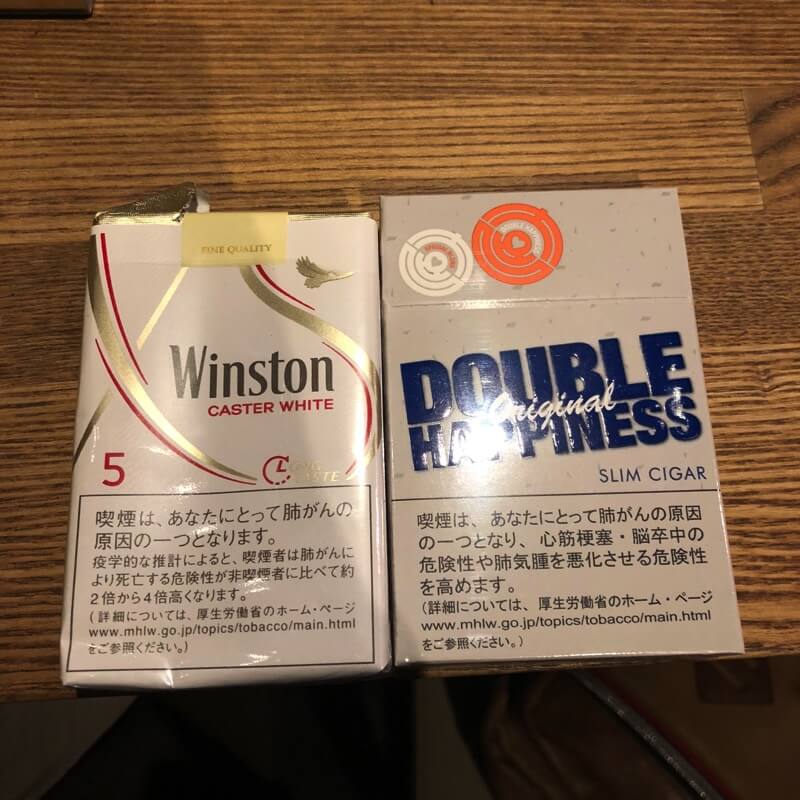 FINE QUALITY
Winston
CASTER WHITE
5
LONG
TASTE
喫煙は、あなたにとって肺がんの
原因の一つとなります。
疫学的な推計によると、喫煙者は肺がんに
より死亡する危険性が非喫煙者に比べて約
2倍から4倍高くなります。
(詳細については、厚生労働省のホーム・ページ
www.mhlw.go.jp/topics/tobacco/main.html
をご参照ください。)
DOUBLE HAPPINESS
DOUBLE
Original
HAPPINESS
SLIM CIGAR
喫煙は、あなたにとって肺がんの原因
の一つとなり、心筋梗塞・脳卒中の
危険性や肺気腫を悪化させる危険性
を高めます。
(詳細については、厚生労働省のホーム・ページ
www.mhlw.go.jp/topics/tobacco/main.html
をご参照ください。)